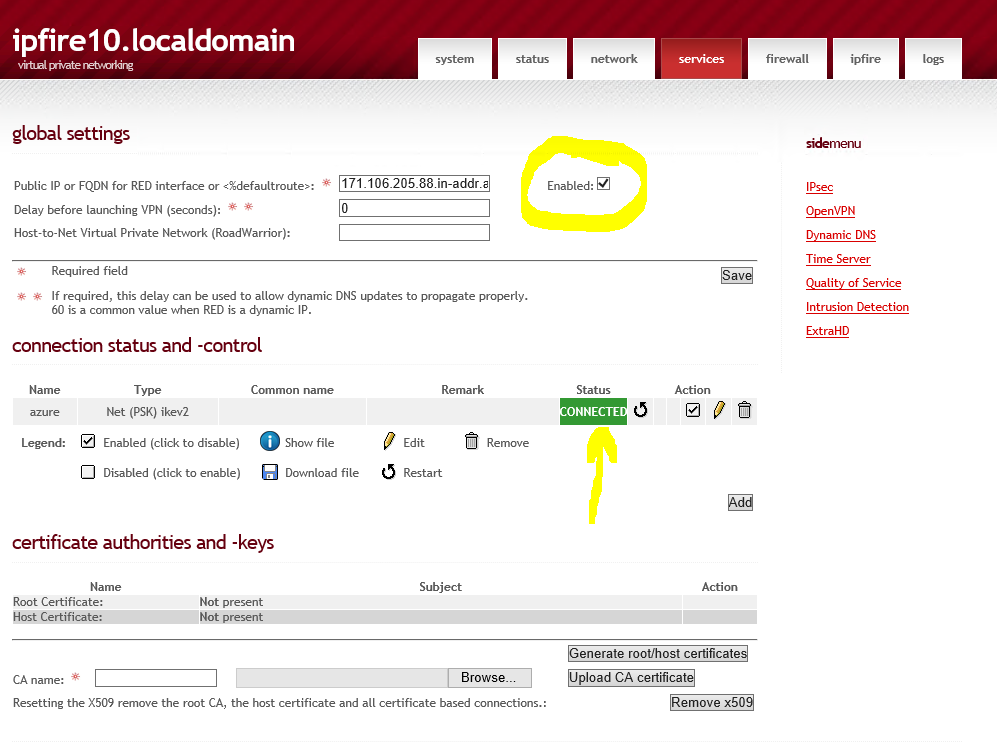 ipfire10.localdomain
virtual private networking
system status network services firewall ipfire logs
global settings
Public IP or FQDN for RED interface or <%defaultroute>: * 171.106.205.88.in-addr.a Enabled:
Delay before launching VPN (seconds): * * 0
Host-to-Net Virtual Private Network (RoadWarrior):
* Required field
Save
* * If required, this delay can be used to allow dynamic DNS updates to propagate properly.
60 is a common value when RED is a dynamic IP.
connection status and -control
Name Type Common name Remark Status Action
azure Net (PSK) ikev2 CONNECTED
Legend: Enabled (click to disable) Show file Edit Remove
Disabled (click to enable) Download file Restart
Add
certificate authorities and -keys
Name Subject Action
Root Certificate: Not present
Host Certificate: Not present
Generate root/host certificates
CA name: * Browse... Upload CA certificate
Resetting the X509 remove the root CA, the host certificate and all certificate based connections.: Remove x509
sidemenu
IPsec
OpenVPN
Dynamic DNS
Time Server
Quality of Service
Intrusion Detection
ExtraHD